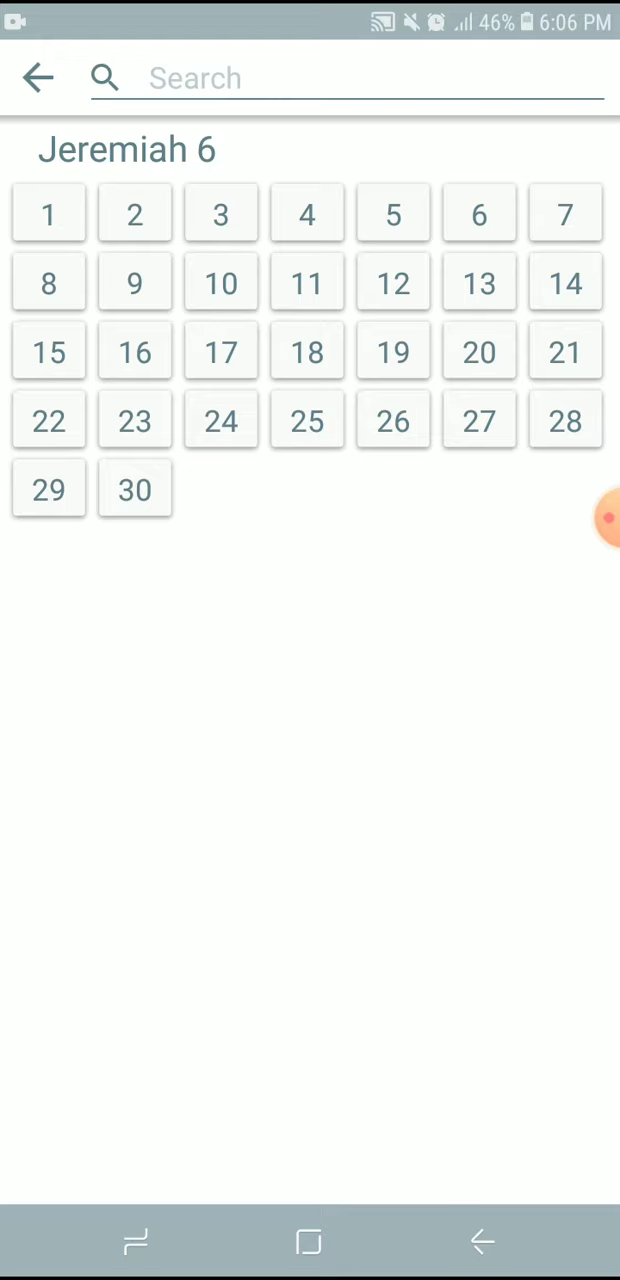 46% 6:06 PM
Search
Jeremiah 6
1 2 3 4 5 6 7
8 9 10 11 12 13 14
15 16 17 18 19 20 21
22 23 24 25 26 27 28
29 30